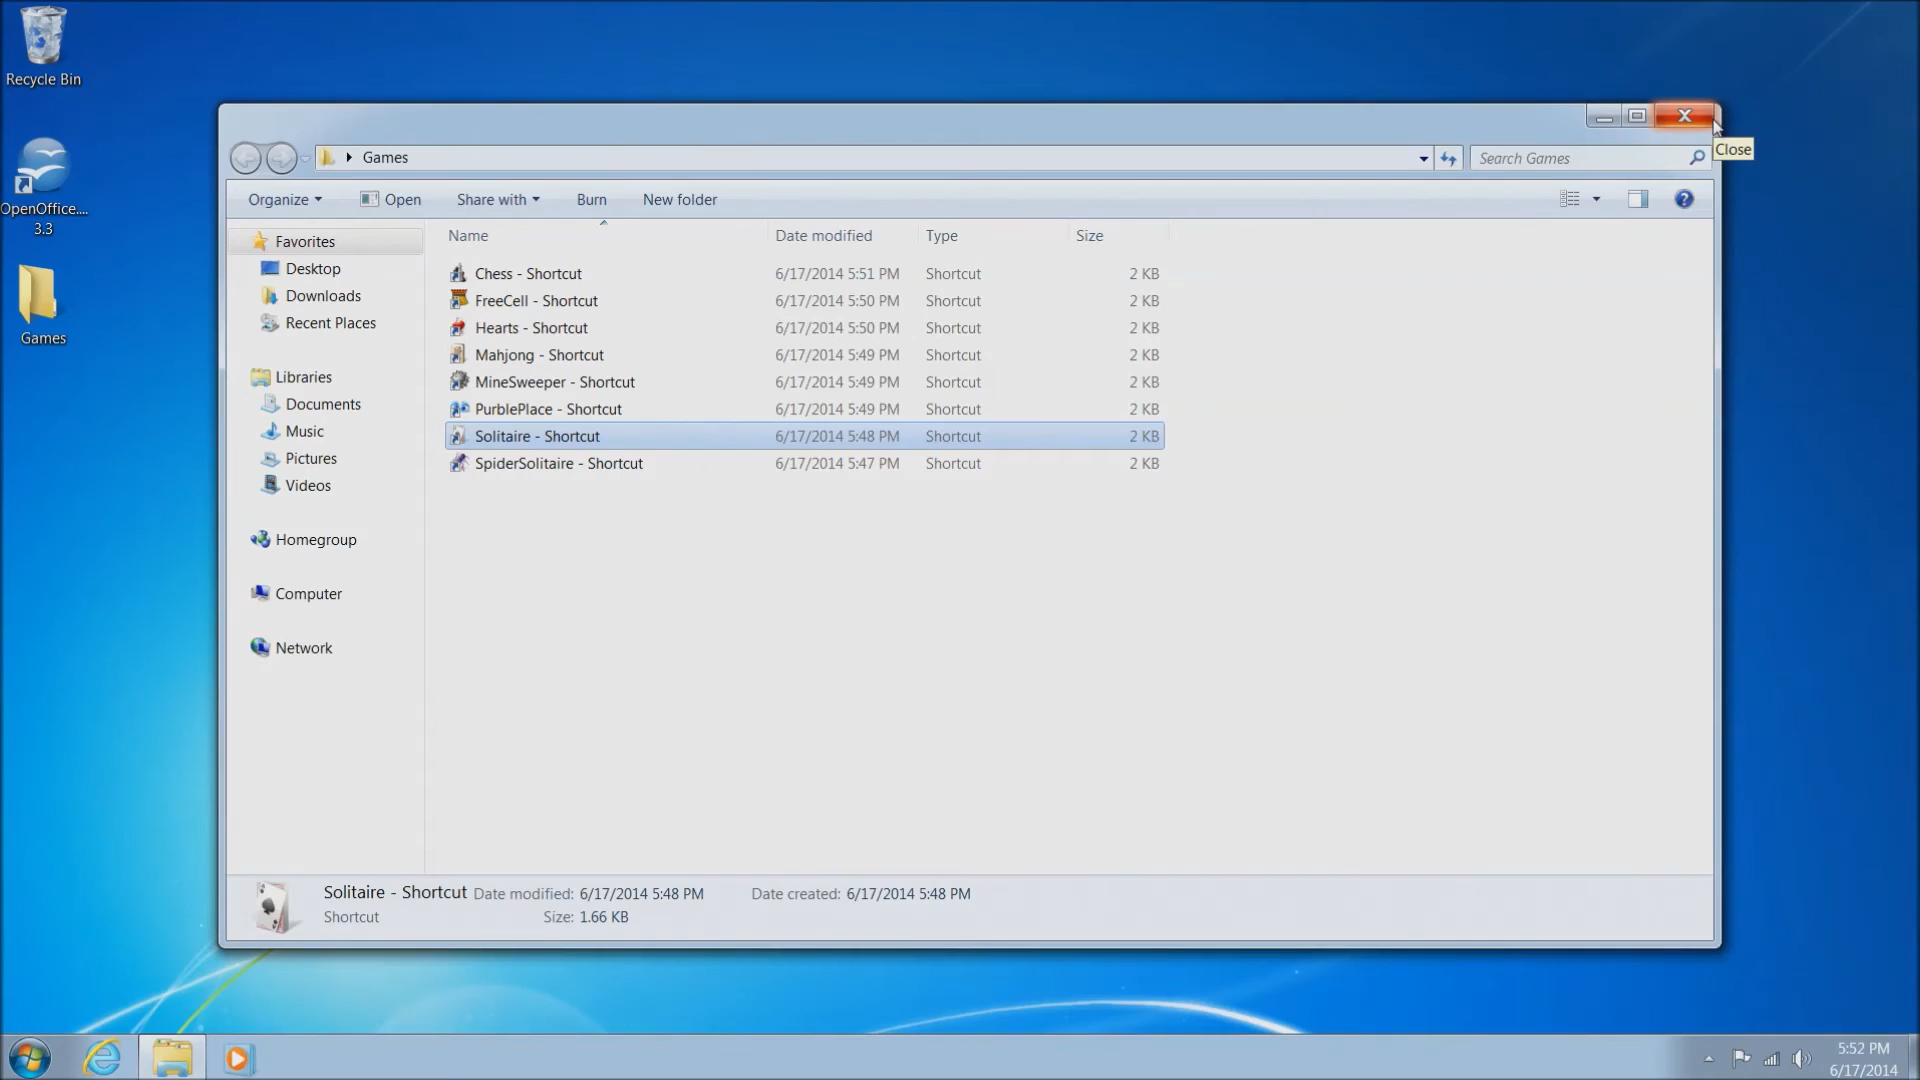 Recycle Bin
OpenOffice....
3.3
Games
Close
Games
Search Games
Organize
Open
Share with
Burn
New folder
Favorites
Desktop
Downloads
Recent Places
Libraries
Documents
Music
Pictures
Videos
Homegroup
Computer
Network
Name Date modified Type Size
Chess - Shortcut 6/17/2014 5:51 PM Shortcut 2 KB
FreeCell - Shortcut 6/17/2014 5:50 PM Shortcut 2 KB
Hearts - Shortcut 6/17/2014 5:50 PM Shortcut 2 KB
Mahjong - Shortcut 6/17/2014 5:49 PM Shortcut 2 KB
MineSweeper - Shortcut 6/17/2014 5:49 PM Shortcut 2 KB
PurblePlace - Shortcut 6/17/2014 5:49 PM Shortcut 2 KB
Solitaire - Shortcut 6/17/2014 5:48 PM Shortcut 2 KB
SpiderSolitaire - Shortcut 6/17/2014 5:47 PM Shortcut 2 KB
Solitaire - Shortcut Date modified: 6/17/2014 5:48 PM Date created: 6/17/2014 5:48 PM
Shortcut Size: 1.66 KB
5:52 PM
6/17/2014